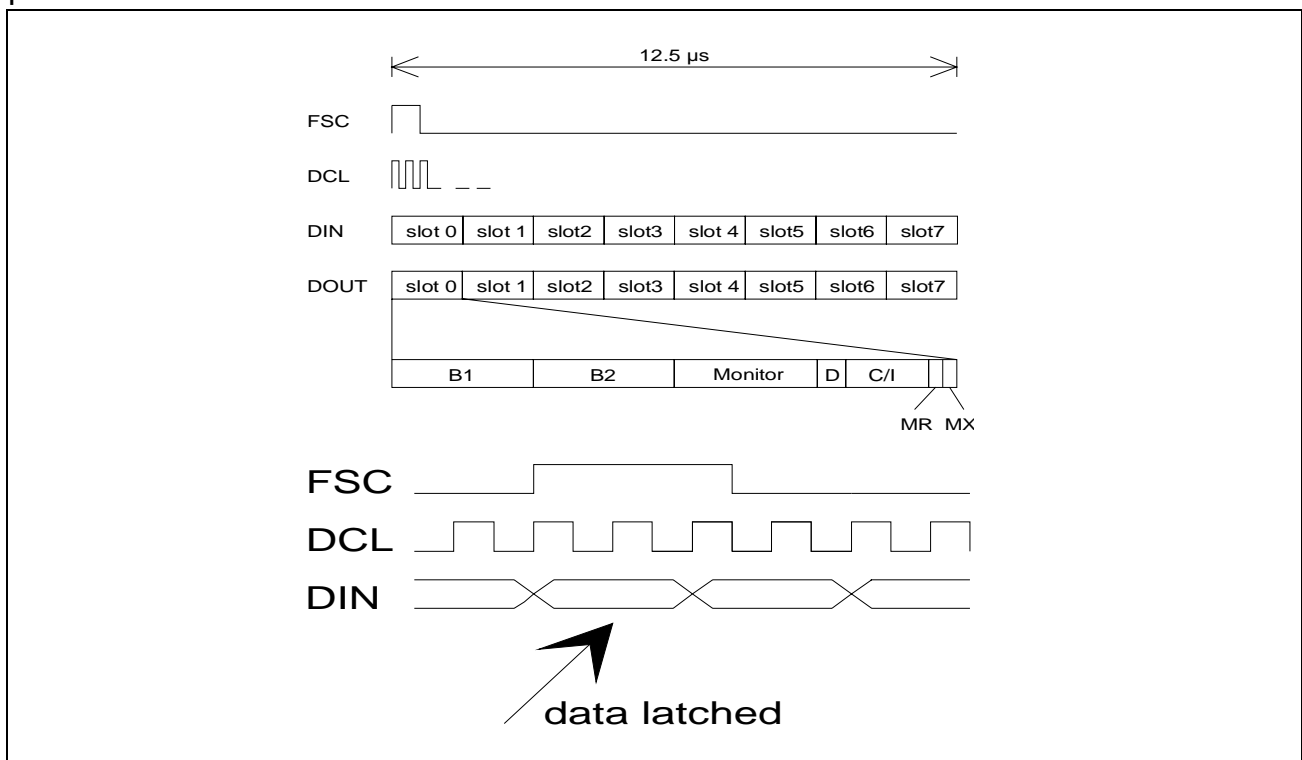 12.5 µs
FSC
DCL
DIN slot 0 slot 1 slot2 slot3 slot 4 slot5 slot6 slot7
DOUT slot 0 slot 1 slot2 slot3 slot 4 slot5 slot6 slot7
B1 B2 Monitor D C/I
MR MX
FSC
DCL
DIN
data latched